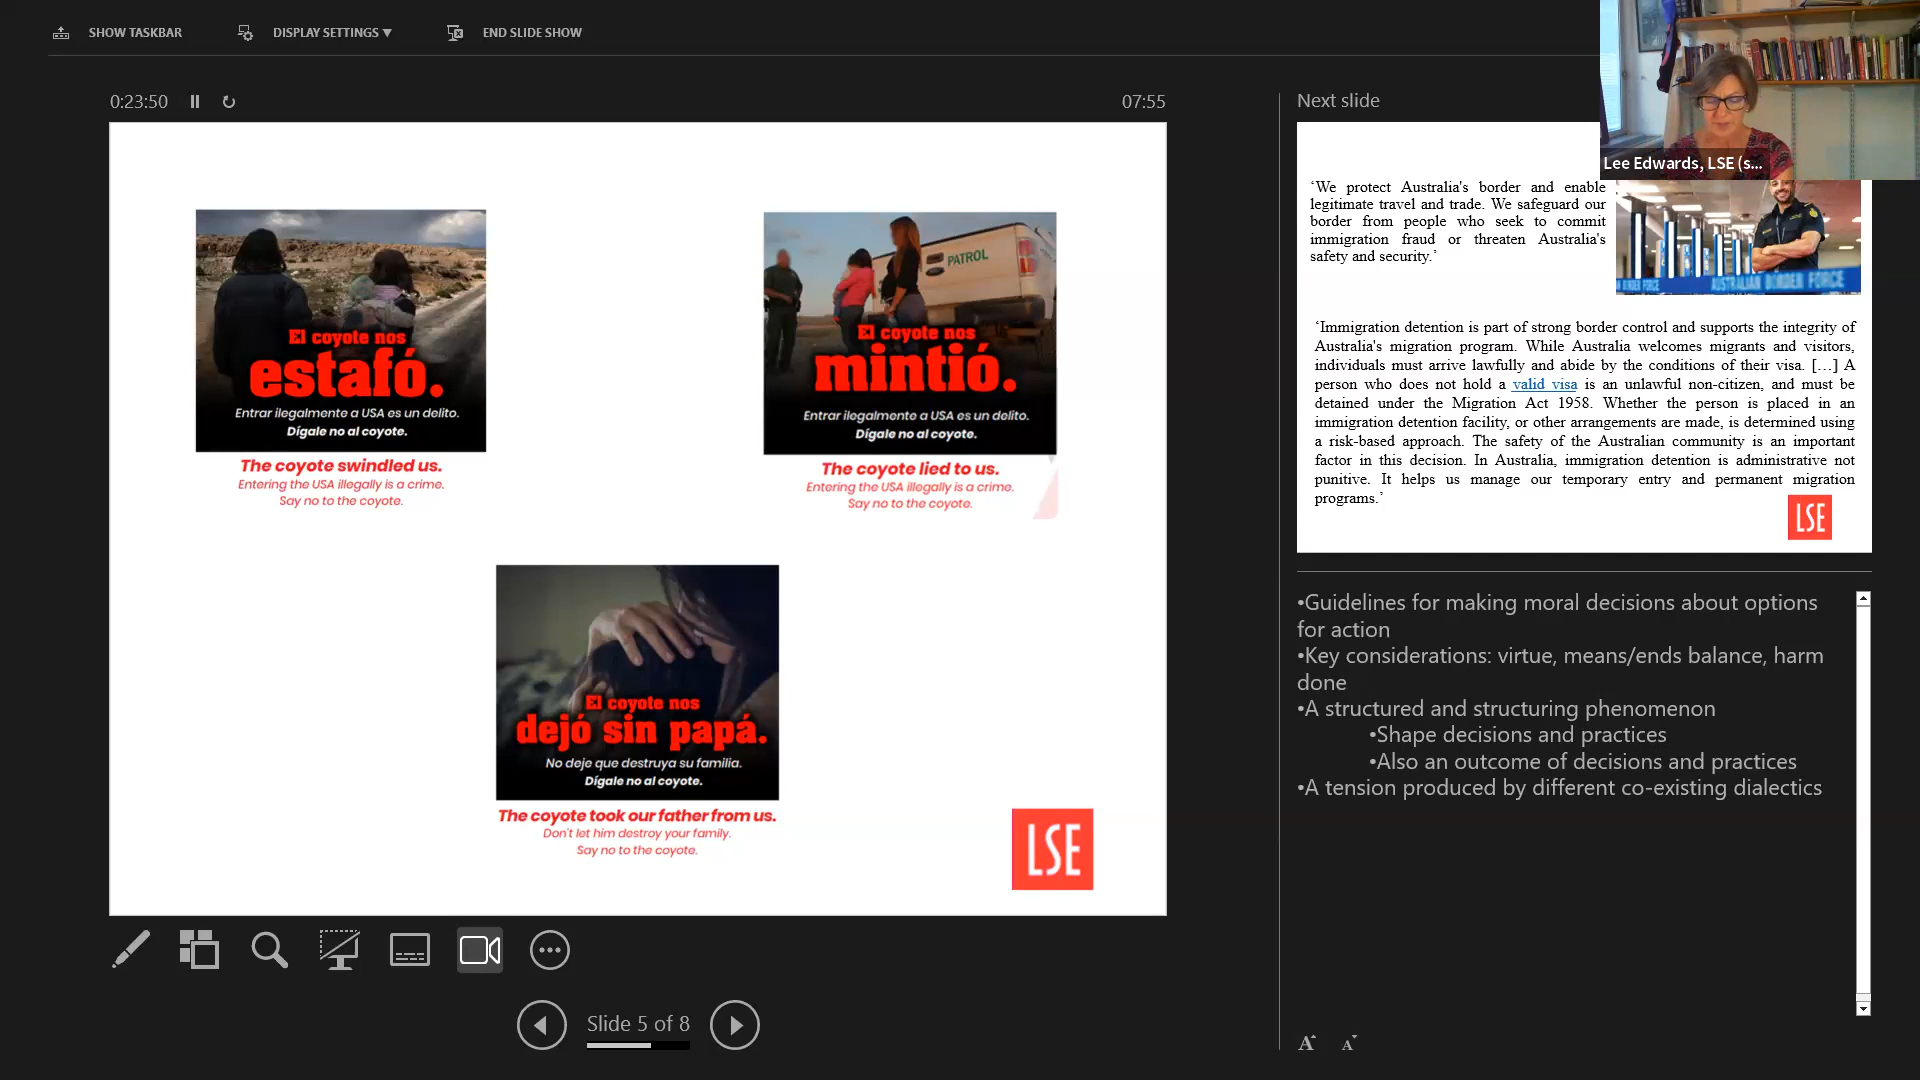 SHOW TASKBAR
DISPLAY SETTINGS ▼
END SLIDE SHOW
0:23:50
07:55
El coyote nos
estafó.
Entrar ilegalmente a USA es un delito.
Dígale no al coyote.
The coyote swindled us.
Entering the USA illegally is a crime.
Say no to the coyote.
PATROL
El coyote nos
mintió.
Entrar ilegalmente a USA es un delito.
Dígale no al coyote.
The coyote lied to us.
Entering the USA illegally is a crime.
Say no to the coyote.
El coyote nos
dejó sin papá.
No deje que destruya su familia.
Dígale no al coyote.
The coyote took our father from us.
Don't let him destroy your family.
Say no to the coyote.
LSE
Slide 5 of 8
Next slide
Lee Edwards, LSE (s...
‘We protect Australia's border and enable
legitimate travel and trade. We safeguard our
border from people who seek to commit
immigration fraud or threaten Australia's
safety and security.’
AUSTRALIAN BORDER FORCE
‘Immigration detention is part of strong border control and supports the integrity of
Australia's migration program. While Australia welcomes migrants and visitors,
individuals must arrive lawfully and abide by the conditions of their visa. […] A
person who does not hold a valid visa is an unlawful non-citizen, and must be
detained under the Migration Act 1958. Whether the person is placed in an
immigration detention facility, or other arrangements are made, is determined using
a risk-based approach. The safety of the Australian community is an important
factor in this decision. In Australia, immigration detention is administrative not
punitive. It helps us manage our temporary entry and permanent migration
programs.’
LSE
•Guidelines for making moral decisions about options
for action
•Key considerations: virtue, means/ends balance, harm
done
•A structured and structuring phenomenon
•Shape decisions and practices
•Also an outcome of decisions and practices
•A tension produced by different co-existing dialectics
A A